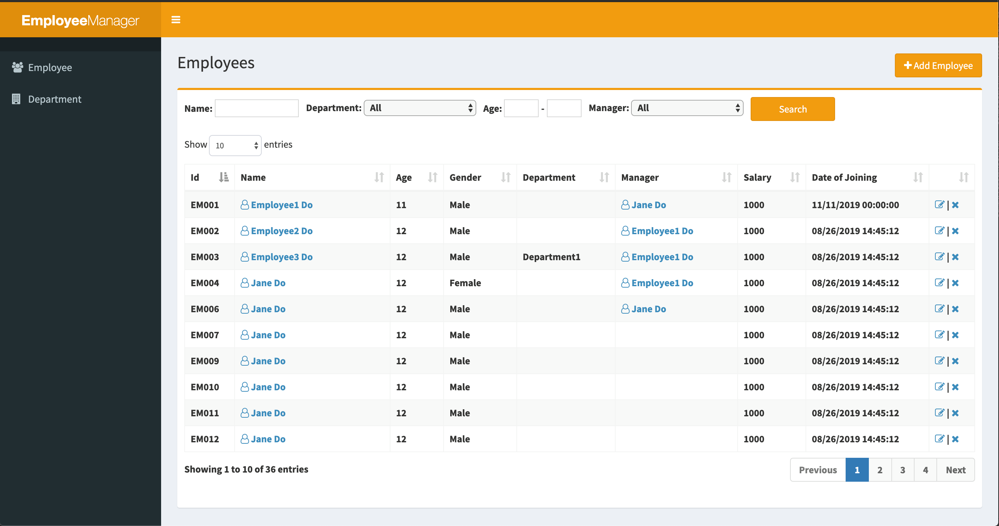 EmployeeManager
Employee
Department
Employees
Add Employee
Name: Department: All Age: - Manager: All Search
Show 10 entries
Id Name Age Gender Department Manager Salary Date of Joining
EM001 Employee1 Do 11 Male Jane Do 1000 11/11/2019 00:00:00 |
EM002 Employee2 Do 12 Male Employee1 Do 1000 08/26/2019 14:45:12 |
EM003 Employee3 Do 12 Male Department1 Employee1 Do 1000 08/26/2019 14:45:12 |
EM004 Jane Do 12 Female Employee1 Do 1000 08/26/2019 14:45:12 |
EM006 Jane Do 12 Male Jane Do 1000 08/26/2019 14:45:12 |
EM007 Jane Do 12 Male 1000 08/26/2019 14:45:12 |
EM009 Jane Do 12 Male 1000 08/26/2019 14:45:12 |
EM010 Jane Do 12 Male 1000 08/26/2019 14:45:12 |
EM011 Jane Do 12 Male 1000 08/26/2019 14:45:12 |
EM012 Jane Do 12 Male 1000 08/26/2019 14:45:12 |
Showing 1 to 10 of 36 entries
Previous 1 2 3 4 Next